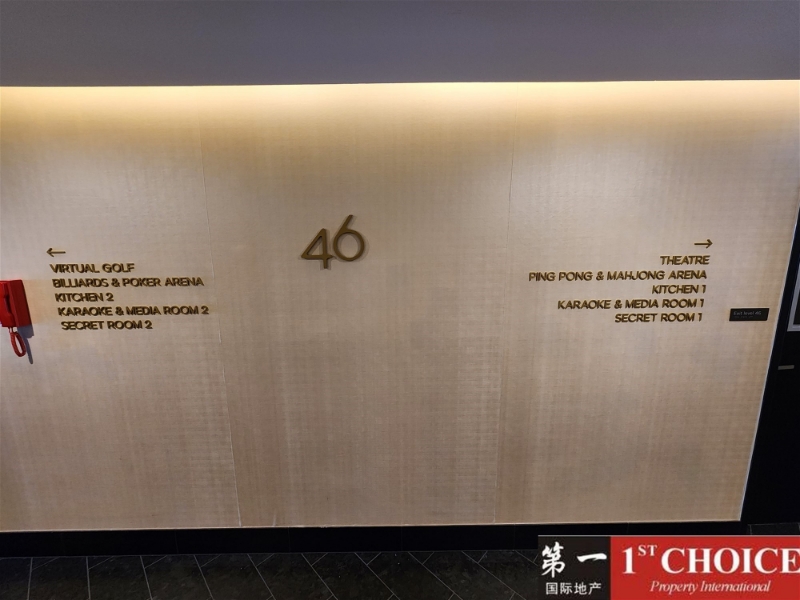 46
←
VIRTUAL GOLF
BILLIARDS & POKER ARENA
KITCHEN 2
KARAOKE & MEDIA ROOM 2
SECRET ROOM 2
→
THEATRE
PING PONG & MAHJONG ARENA
KITCHEN 1
KARAOKE & MEDIA ROOM 1
SECRET ROOM 1
第一
国际地产
1ST CHOICE
Property International